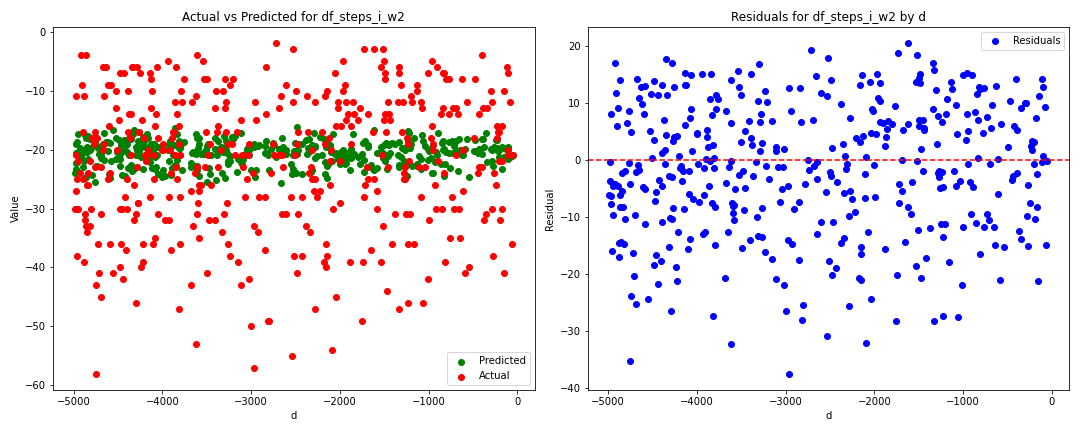 Actual vs Predicted for df_steps_i_w2
0
−10
−20
−30
−40
−50
−60
Value
−5000
−4000
−3000
−2000
−1000
0
d
Predicted
Actual
Residuals for df_steps_i_w2 by d
20
10
0
−10
−20
−30
−40
Residual
−5000
−4000
−3000
−2000
−1000
0
d
Residuals